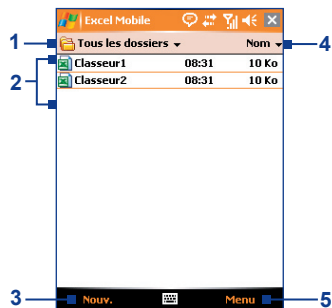 Excel Mobile
1 Tous les dossiers Nom 4
2
Classeur1 08:31 10 Ko
Classeur2 08:31 10 Ko
3 Nouv. Menu 5